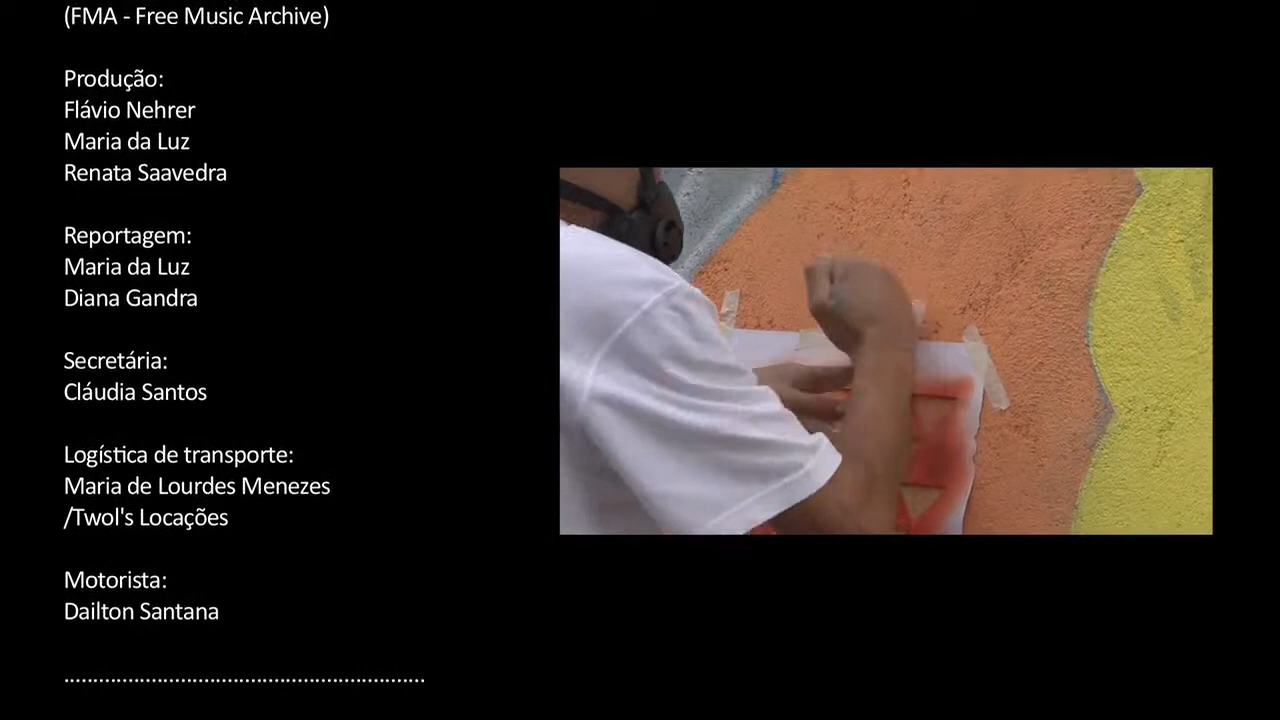 (FMA - Free Music Archive)
Produção:
Flávio Nehrer
Maria da Luz
Renata Saavedra
Reportagem:
Maria da Luz
Diana Gandra
Secretária:
Cláudia Santos
Logística de transporte:
Maria de Lourdes Menezes
/Twol's Locações
Motorista:
Dailton Santana
..............................................................